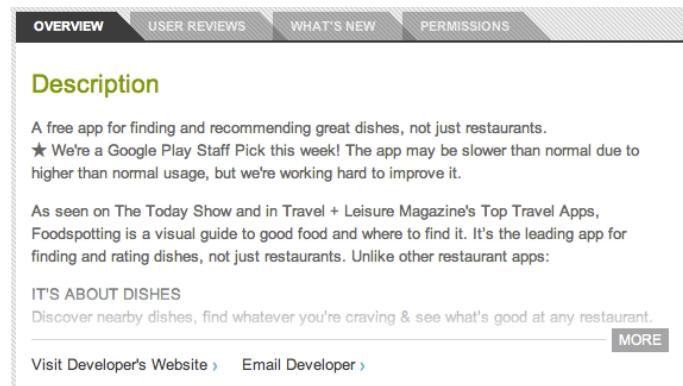 OVERVIEW USER REVIEWS WHAT'S NEW PERMISSIONS
Description
A free app for finding and recommending great dishes, not just restaurants.
★ We're a Google Play Staff Pick this week! The app may be slower than normal due to
higher than normal usage, but we're working hard to improve it.
As seen on The Today Show and in Travel + Leisure Magazine's Top Travel Apps,
Foodspotting is a visual guide to good food and where to find it. It's the leading app for
finding and rating dishes, not just restaurants. Unlike other restaurant apps:
IT'S ABOUT DISHES
Discover nearby dishes, find whatever you're craving & see what's good at any restaurant.
MORE
Visit Developer's Website › Email Developer ›